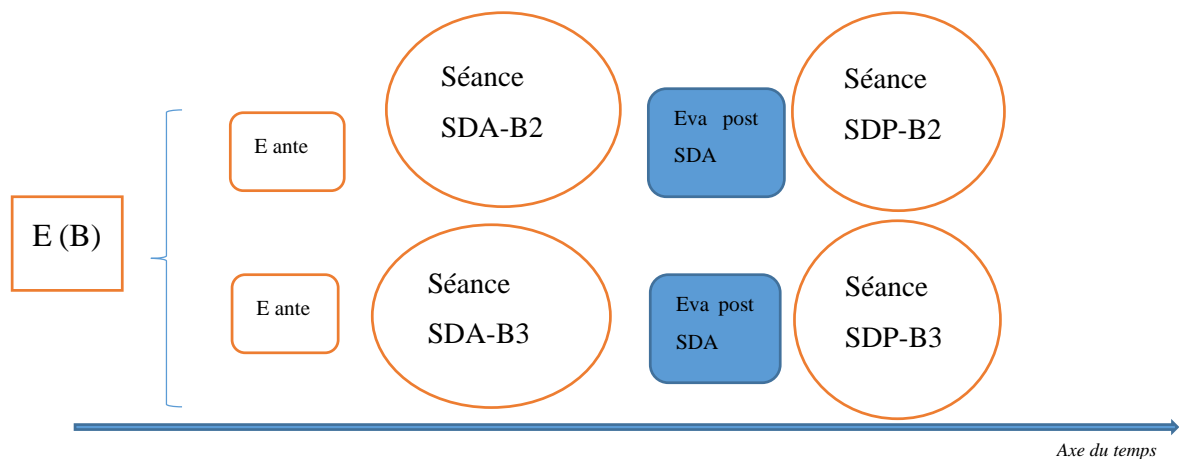 E (B)
E ante
Séance
SDA-B2
Eva post
SDA
Séance
SDP-B2
E ante
Séance
SDA-B3
Eva post
SDA
Séance
SDP-B3
Axe du temps